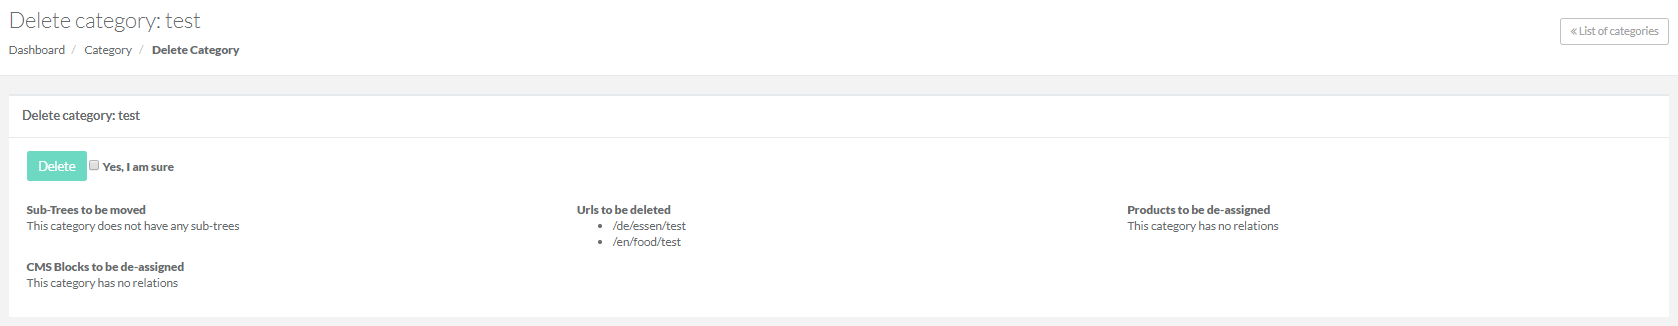 Delete category: test
Dashboard / Category / Delete Category
« List of categories
Delete category: test
Delete Yes, I am sure
Sub-Trees to be moved
This category does not have any sub-trees
Urls to be deleted
• /de/essen/test
• /en/food/test
Products to be de-assigned
This category has no relations
CMS Blocks to be de-assigned
This category has no relations